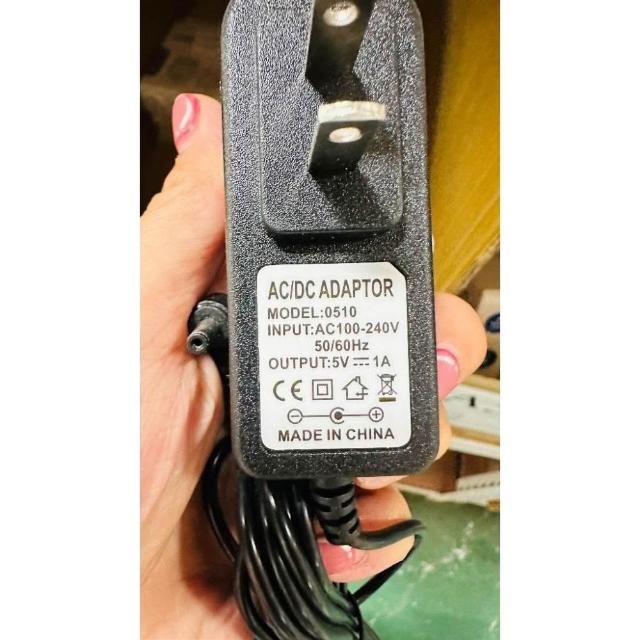 AC/DC ADAPTOR
MODEL:0510
INPUT:AC100-240V
50/60Hz
OUTPUT:5V⎓1A
CE
MADE IN CHINA